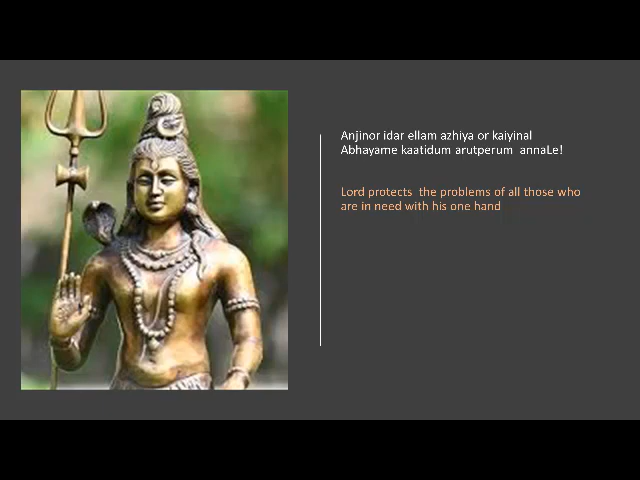 Anjinor idar ellam azhiya or kaiyinal
Abhayame kaatidum arutperum annaLe!
Lord protects the problems of all those who
are in need with his one hand